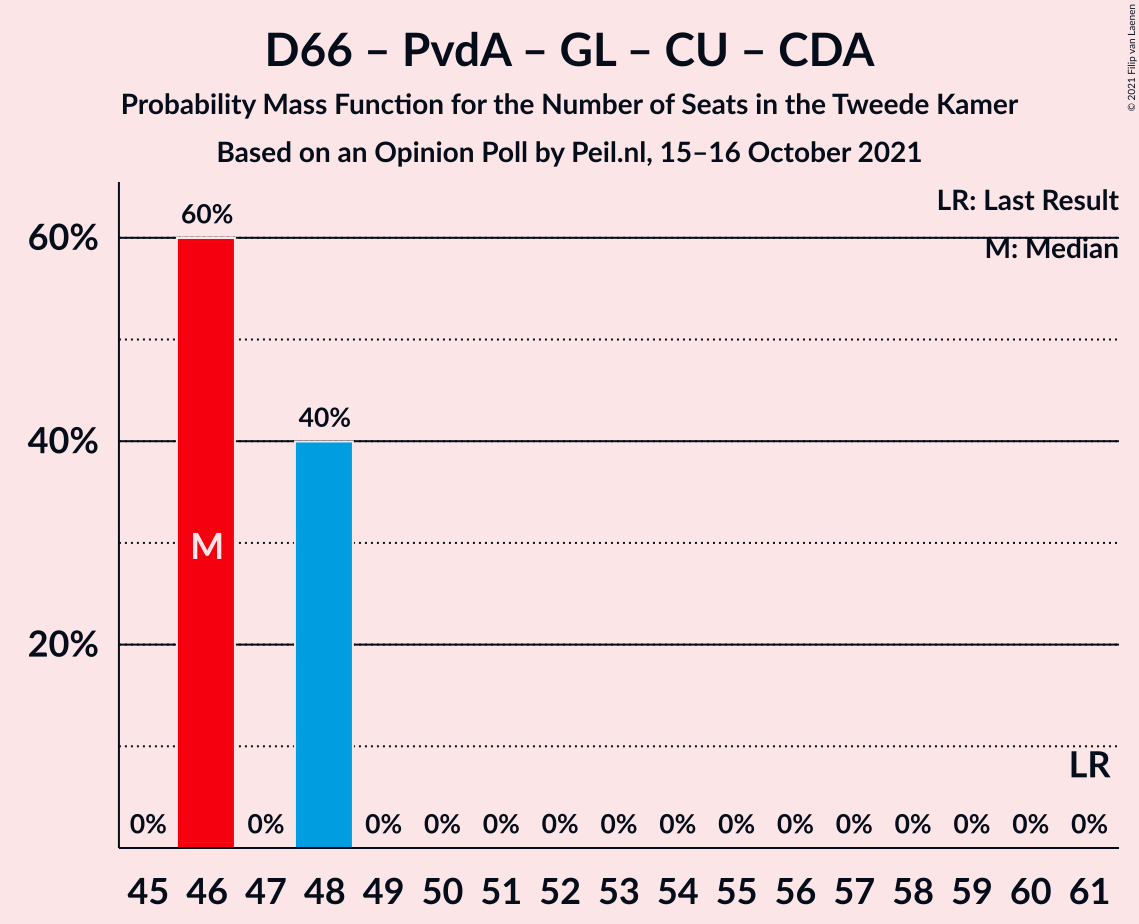 D66 – PvdA – GL – CU – CDA
Probability Mass Function for the Number of Seats in the Tweede Kamer
Based on an Opinion Poll by Peil.nl, 15–16 October 2021
© 2021 Filip van Laenen
LR: Last Result
M: Median
60%
40%
20%
60%
40%
M
LR
0% 0% 0% 0% 0% 0% 0% 0% 0% 0% 0% 0% 0% 0% 0%
45 46 47 48 49 50 51 52 53 54 55 56 57 58 59 60 61